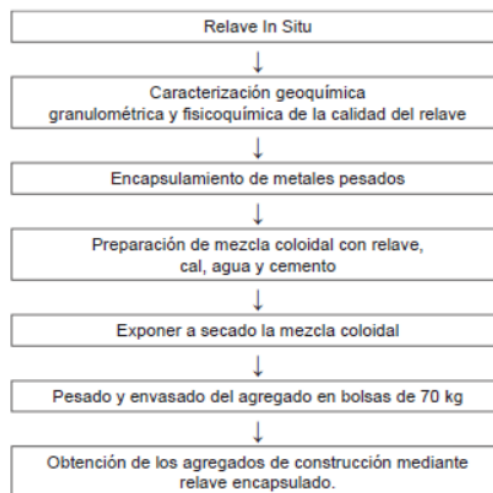 Relave In Situ
Caracterización geoquímica
granulométrica y fisicoquímica de la calidad del relave
Encapsulamiento de metales pesados
Preparación de mezcla coloidal con relave,
cal, agua y cemento
Exponer a secado la mezcla coloidal
Pesado y envasado del agregado en bolsas de 70 kg
Obtención de los agregados de construcción mediante
relave encapsulado.